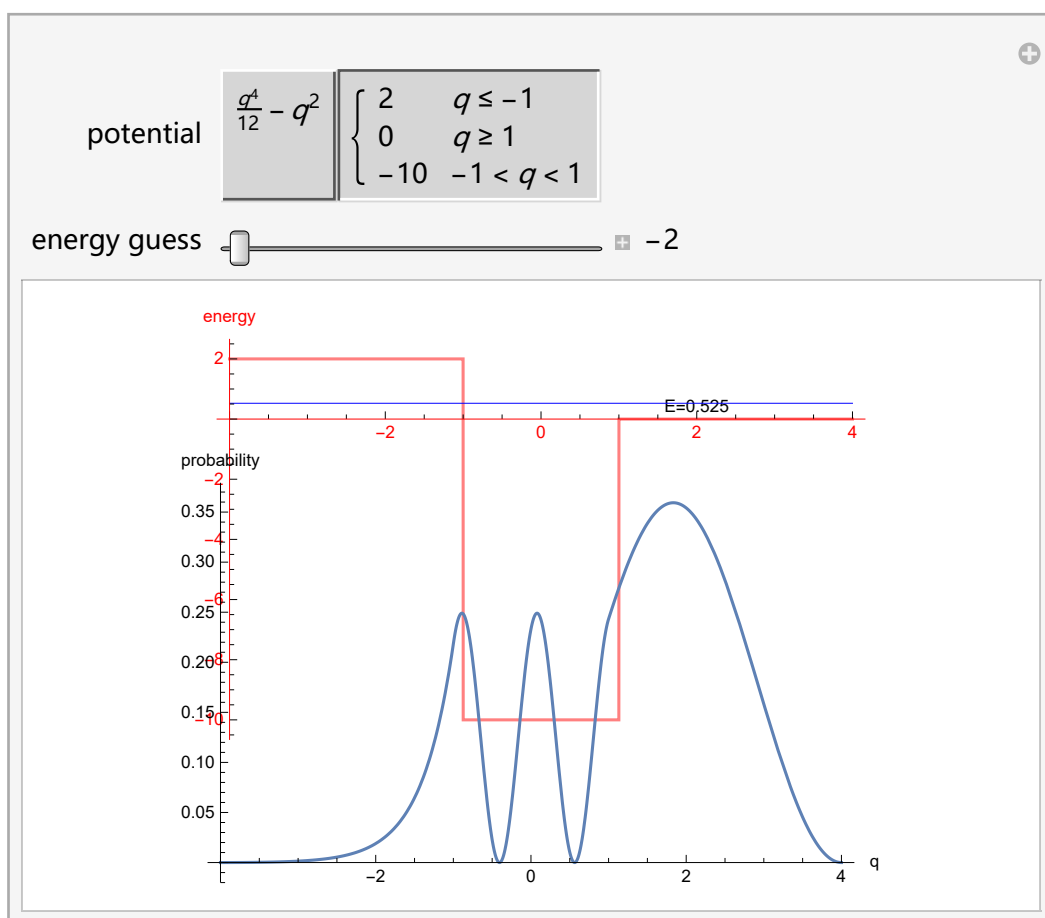 potential
q⁴/12 − q²
2 q ≤ −1
0 q ≥ 1
−10 −1 < q < 1
energy guess −2
energy
2
E=0.525
−2 0 2 4
probability
−2
0.35
−4
0.30
−6
0.25
−8
0.20
−10
0.15
0.10
0.05
−2 0 2 4 q